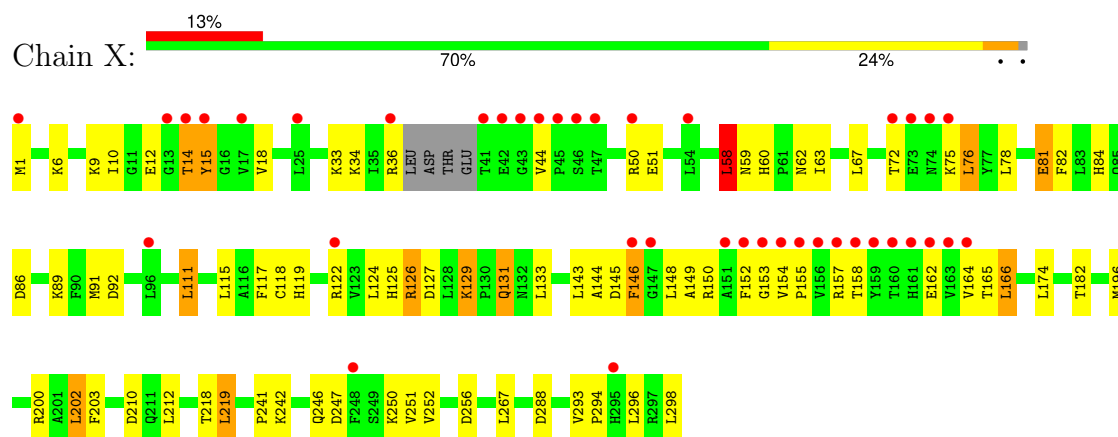 13%
Chain X:
70% 24% • •
M1 K6 K9 I10 G11 E12 G13 T14 Y15 G16 V17 V18 L25 K33 K34 I35 R36 LEU ASP THR GLU T41 E42 G43 V44 P45 S46 T47 R50 E51 L54 L58 N59 H60 P61 N62 I63 L67 T72 E73 N74 K75 L76 Y77 L78 E81 F82 L83 H84 Q85
D86 K89 F90 M91 D92 L96 L111 L115 A116 F117 C118 H119 R122 V123 L124 H125 R126 D127 L128 K129 P130 Q131 N132 L133 L143 A144 D145 F146 G147 L148 A149 R150 A151 F152 G153 V154 P155 V156 R157 T158 Y159 T160 H161 E162 V163 V164 T165 L166 L174 T182 M196
R200 A201 L202 F203 D210 Q211 L212 T218 L219 P241 K242 Q246 D247 F248 S249 K250 V251 V252 D256 L267 D288 V293 P294 H295 L296 R297 L298